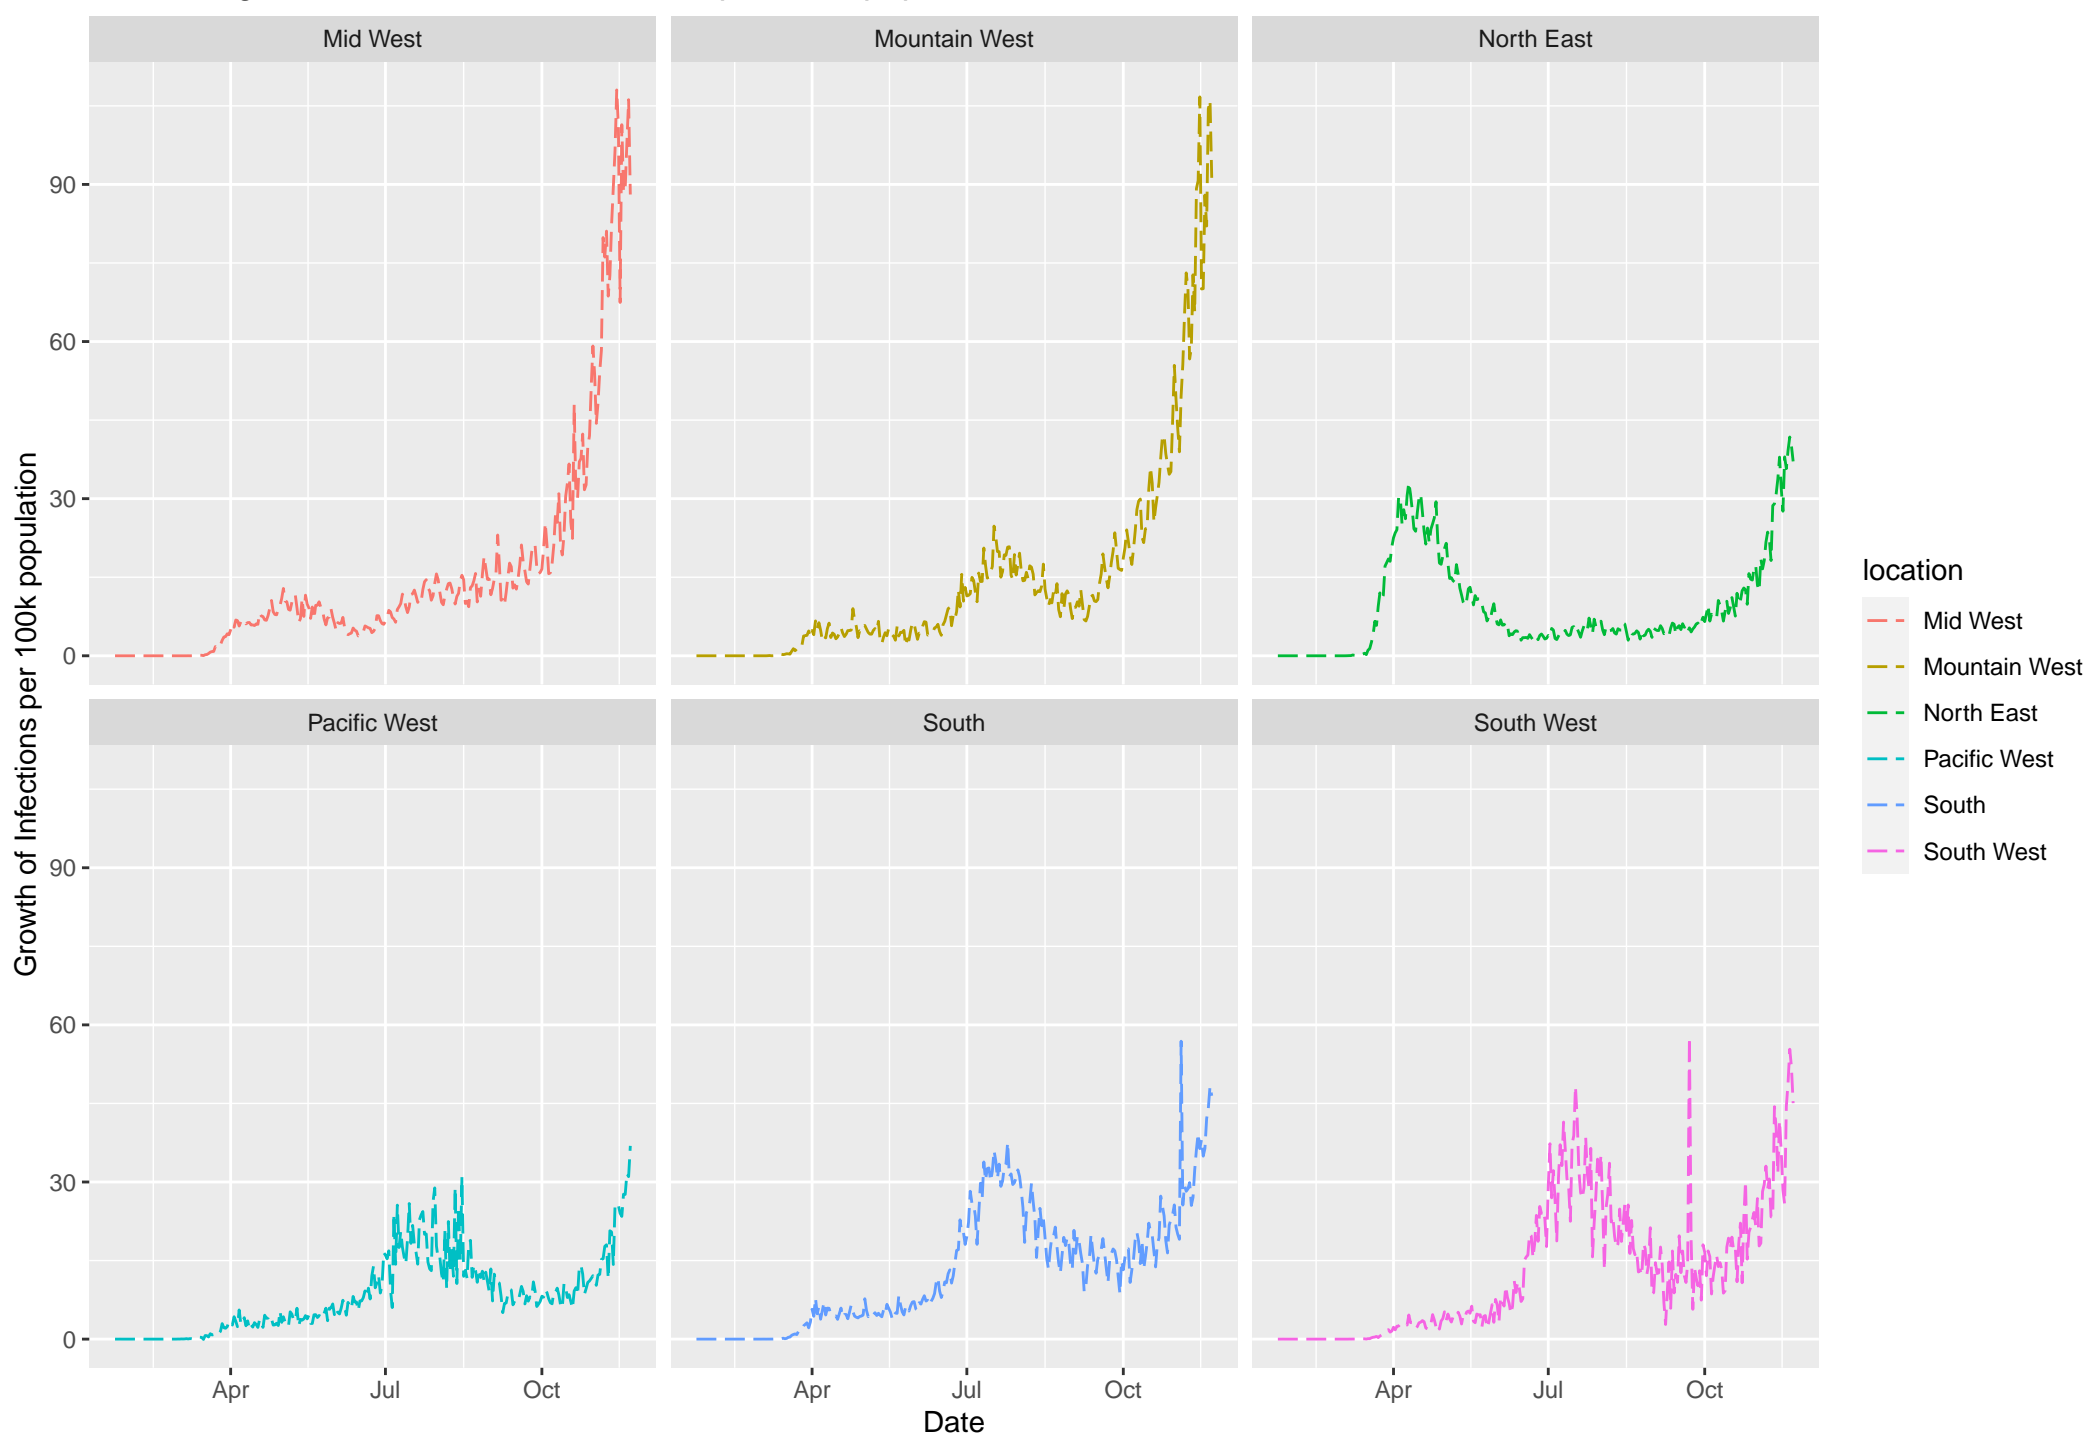 Mid West
Mountain West
North East
90
60
30
0
Growth of Infections per 100k population
Pacific West
South
South West
90
60
30
0
Apr
Jul
Oct
Apr
Jul
Oct
Apr
Jul
Oct
Date
location
Mid West
Mountain West
North East
Pacific West
South
South West